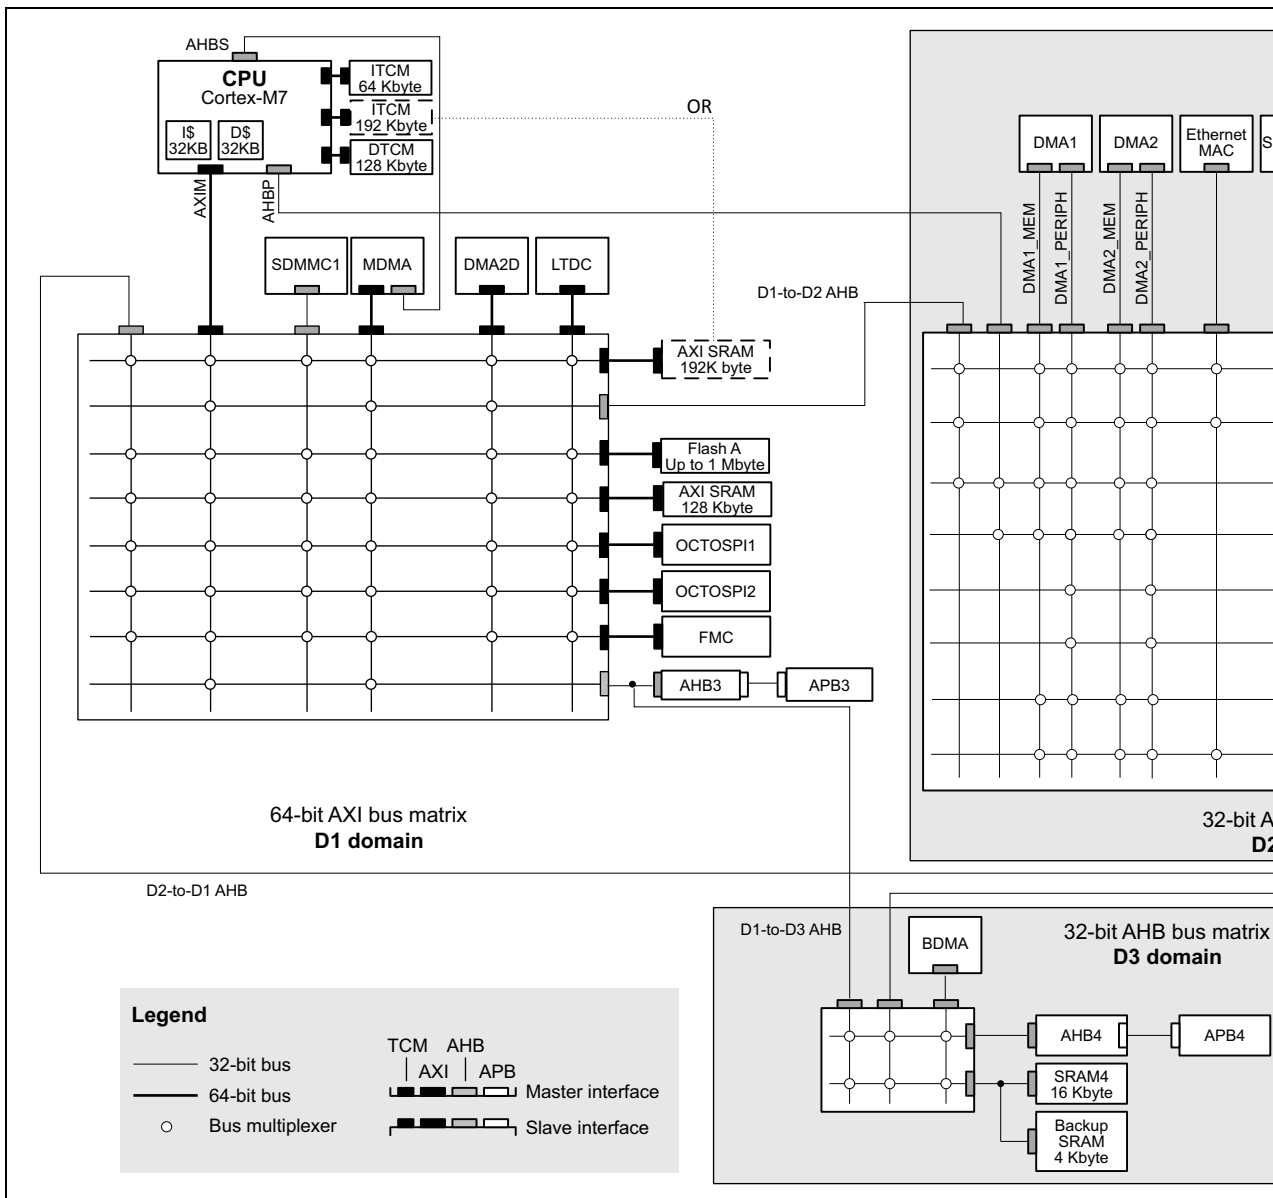 AHBS
CPU
Cortex-M7
I$
32KB
D$
32KB
ITCM
64 Kbyte
ITCM
192 Kbyte
DTCM
128 Kbyte
OR
AXIM
AHBP
SDMMC1
MDMA
DMA2D
LTDC
D1-to-D2 AHB
DMA1
DMA2
Ethernet
MAC
S
DMA1_MEM
DMA1_PERIPH
DMA2_MEM
DMA2_PERIPH
AXI SRAM
192K byte
Flash A
Up to 1 Mbyte
AXI SRAM
128 Kbyte
OCTOSPI1
OCTOSPI2
FMC
AHB3
APB3
64-bit AXI bus matrix
D1 domain
32-bit A
D2
D2-to-D1 AHB
D1-to-D3 AHB
BDMA
32-bit AHB bus matrix
D3 domain
AHB4
APB4
SRAM4
16 Kbyte
Backup
SRAM
4 Kbyte
Legend
32-bit bus
64-bit bus
Bus multiplexer
TCM
AHB
AXI
APB
Master interface
Slave interface